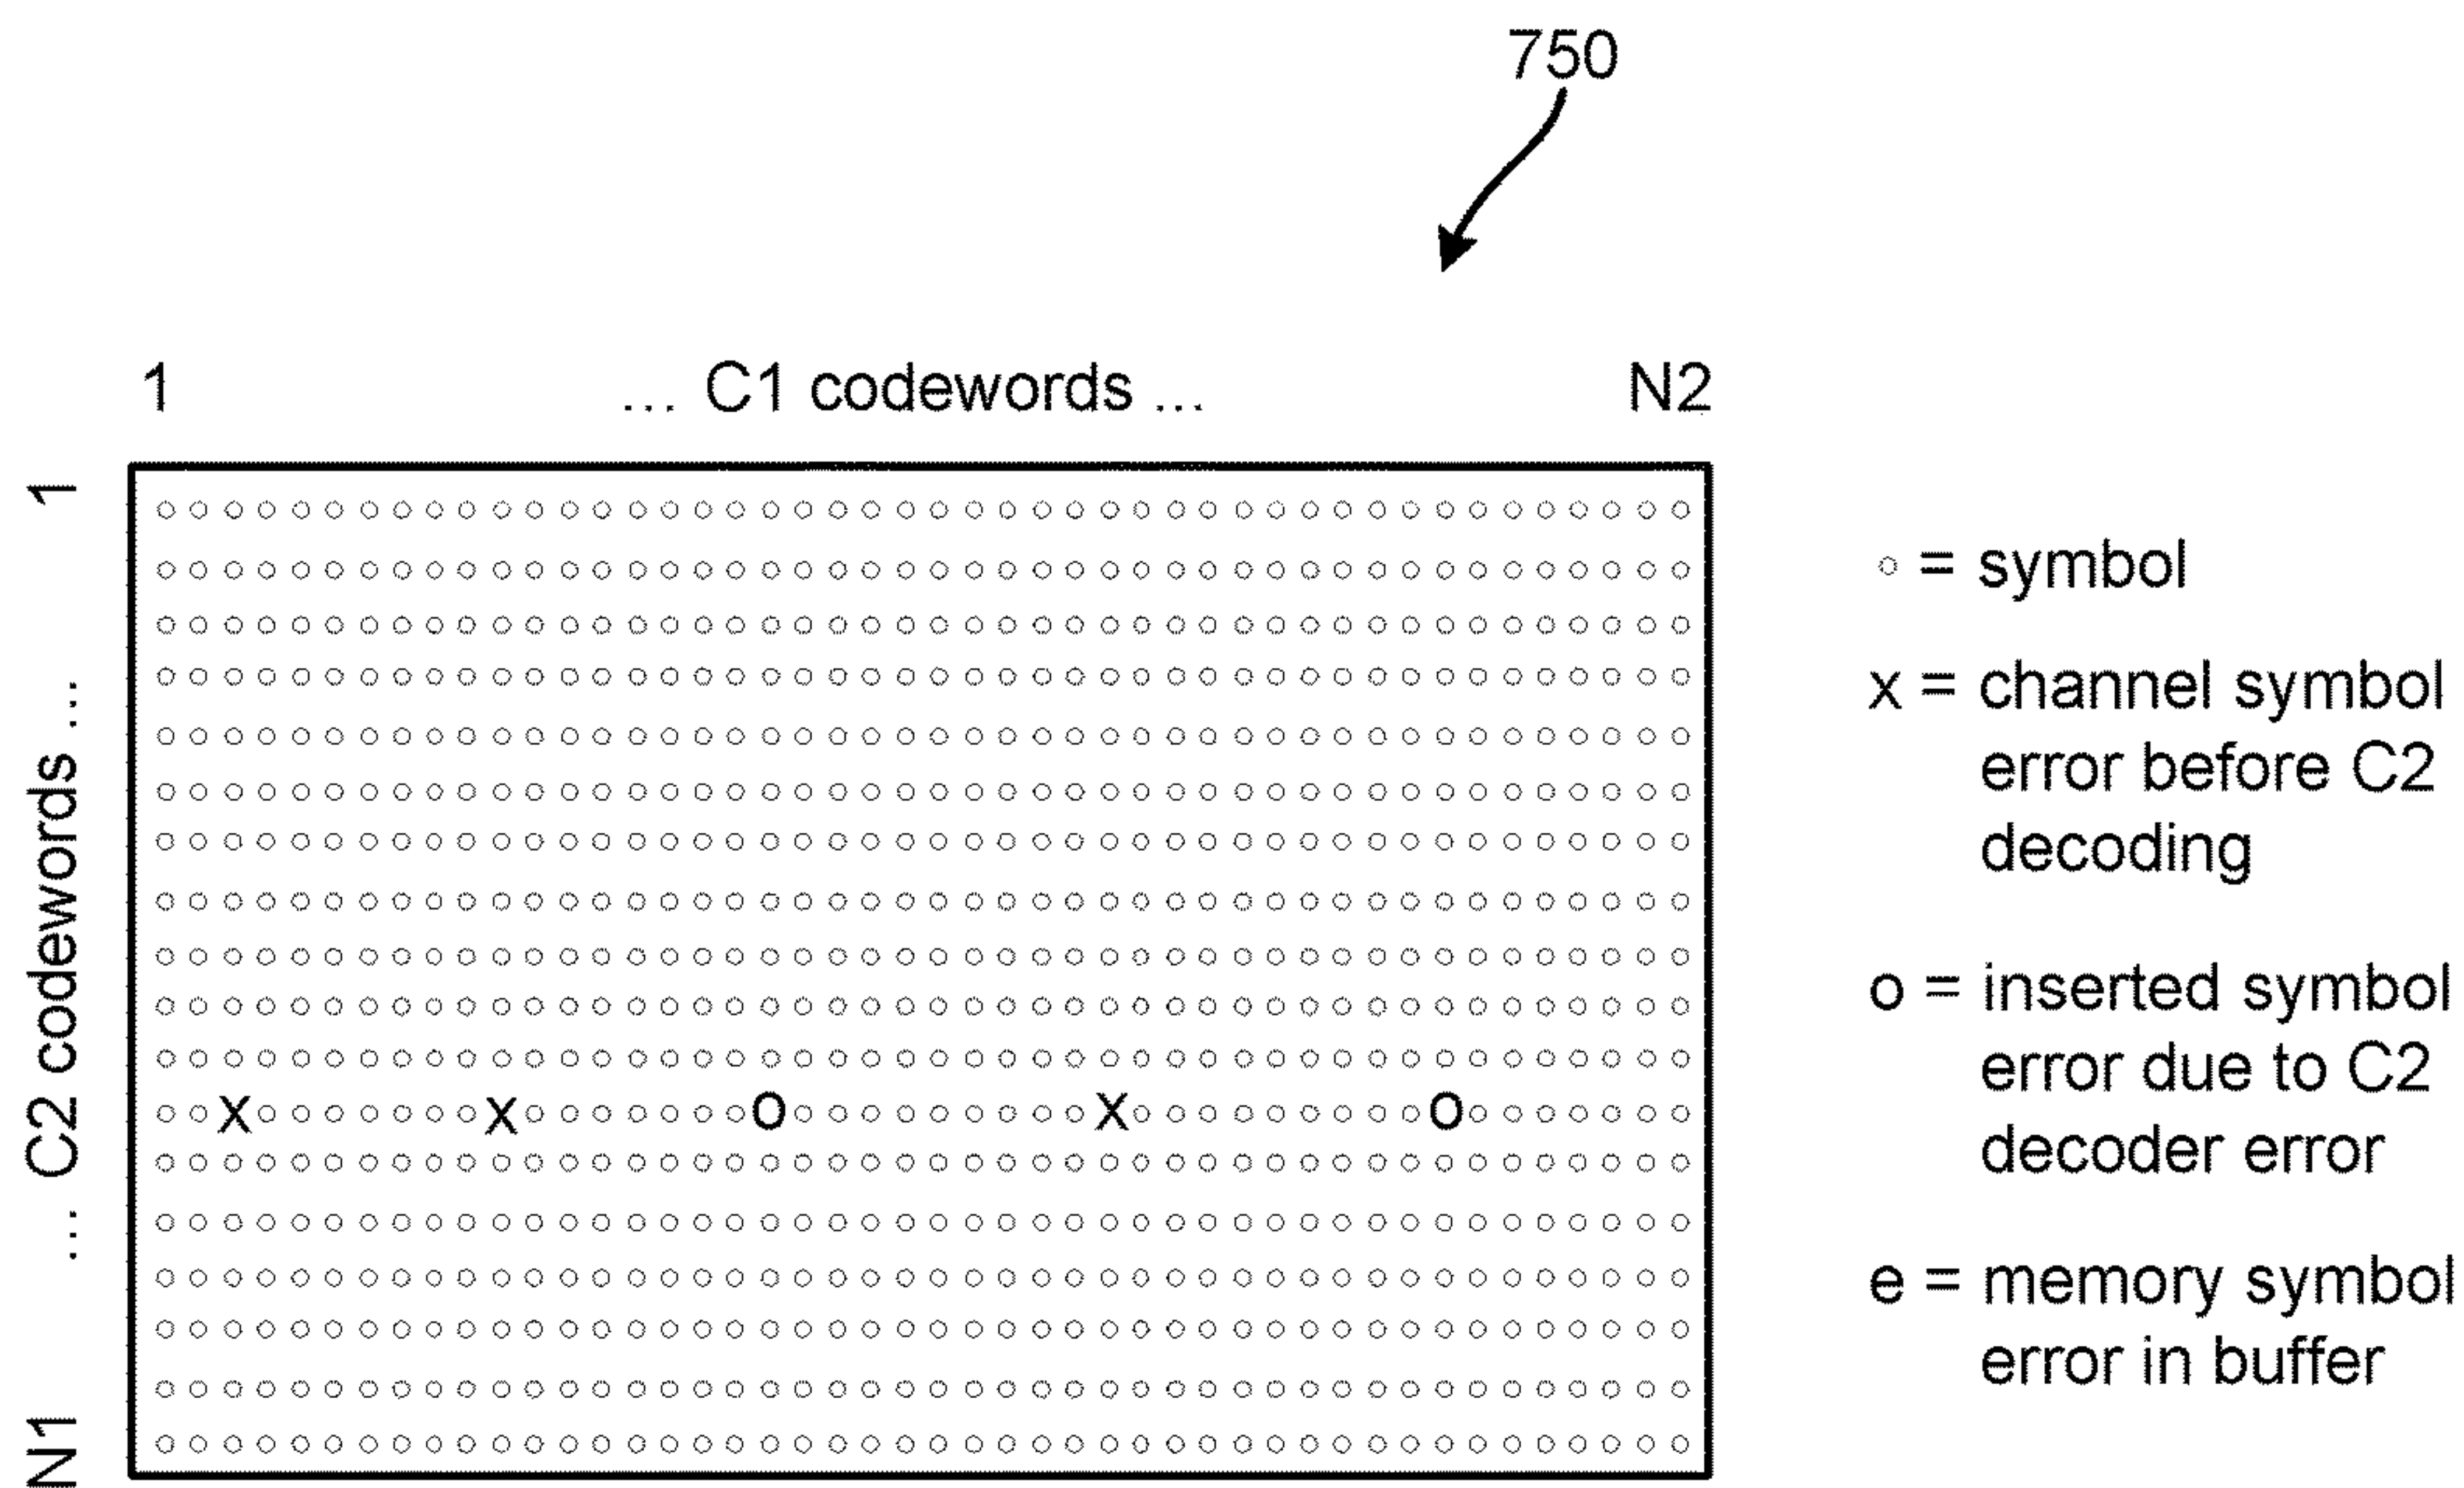 750
1 ... C1 codewords ... N2
1 ... C2 codewords ... N1
x x o x o
○ = symbol
x = channel symbol
error before C2
decoding
o = inserted symbol
error due to C2
decoder error
e = memory symbol
error in buffer